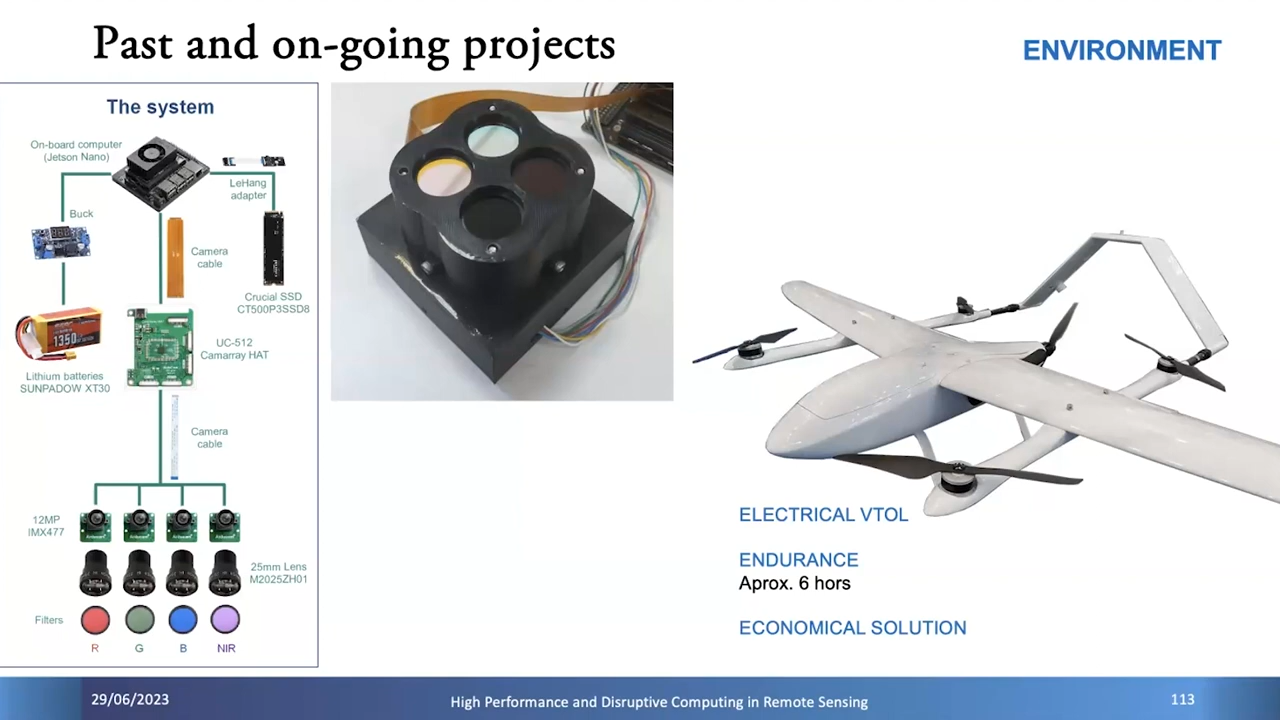 Past and on-going projects
ENVIRONMENT
The system
On-board computer
(Jetson Nano)
LeHang
adapter
Buck
Camera
cable
Crucial SSD
CT500P3SSD8
1350
UC-512
Camarray HAT
Lithium batteries
SUNPADOW XT30
Camera
cable
12MP
IMX477
25mm Lens
M2025ZH01
Filters
R G B NIR
ELECTRICAL VTOL
ENDURANCE
Aprox. 6 hors
ECONOMICAL SOLUTION
29/06/2023
High Performance and Disruptive Computing in Remote Sensing
113